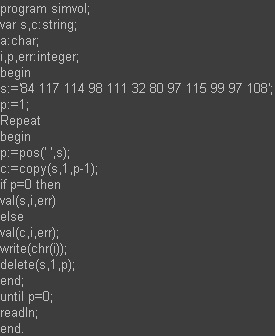 program simvol;
var s,c:string;
a:char;
i,p,err:integer;
begin
s:='84 117 114 98 111 32 80 97 115 99 97 108';
p:=1;
Repeat
begin
p:=pos(' ',s);
c:=copy(s,1,p-1);
if p=0 then
val(s,i,err)
else
val(c,i,err);
write(chr(i));
delete(s,1,p);
end;
until p=0;
readln;
end.